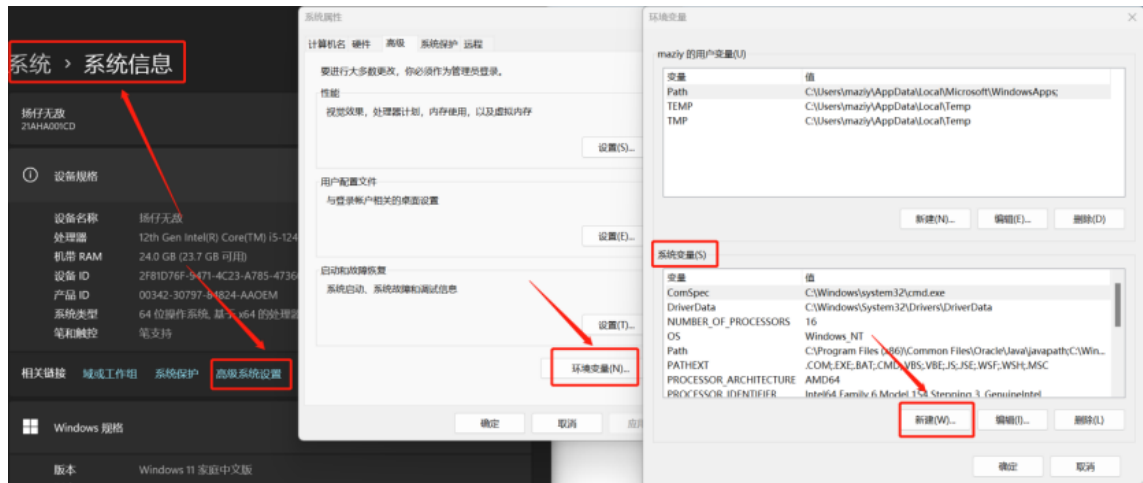 系统 › 系统信息
扬仔无敌
21AHA001CD
设备规格
设备名称 扬仔无敌
处理器 12th Gen Intel(R) Core(TM) i5-124
机带 RAM 24.0 GB (23.7 GB 可用)
设备 ID
产品 ID 00342-30797-84824-AAOEM
系统类型 64 位操作系统, 基于 x64 的处理器
笔和触控 笔支持
相关链接 域或工作组 系统保护 高级系统设置
Windows 规格
版本 Windows 11 家庭中文版
系统属性
计算机名 硬件 高级 系统保护 远程
要进行大多数更改，你必须作为管理员登录。
性能
视觉效果，处理器计划，内存使用，以及虚拟内存
设置(S)...
用户配置文件
与登录帐户相关的桌面设置
设置(E)...
启动和故障恢复
系统启动、系统故障和调试信息
设置(T)...
环境变量(N)...
确定 取消
环境变量
maziy 的用户变量(U)
变量 值
Path C:\Users\maziy\AppData\Local\Microsoft\WindowsApps;
TEMP C:\Users\maziy\AppData\Local\Temp
TMP C:\Users\maziy\AppData\Local\Temp
新建(N)... 编辑(E)... 删除(D)
系统变量(S)
变量 值
ComSpec C:\Windows\system32\cmd.exe
DriverData C:\Windows\System32\Drivers\DriverData
NUMBER_OF_PROCESSORS 16
OS Windows_NT
Path C:\Program Files (x86)\Common Files\Oracle\Java\javapath;C:\Win...
PATHEXT .COM;.EXE;.BAT;.CMD;.VBS;.VBE;.JS;.JSE;.WSF;.WSH;.MSC
PROCESSOR_ARCHITECTURE AMD64
PROCESSOR_IDENTIFIER Intel64 Family 6 Model 154 Stepping 3, GenuineIntel
新建(W)... 编辑(I)... 删除(L)
确定 取消